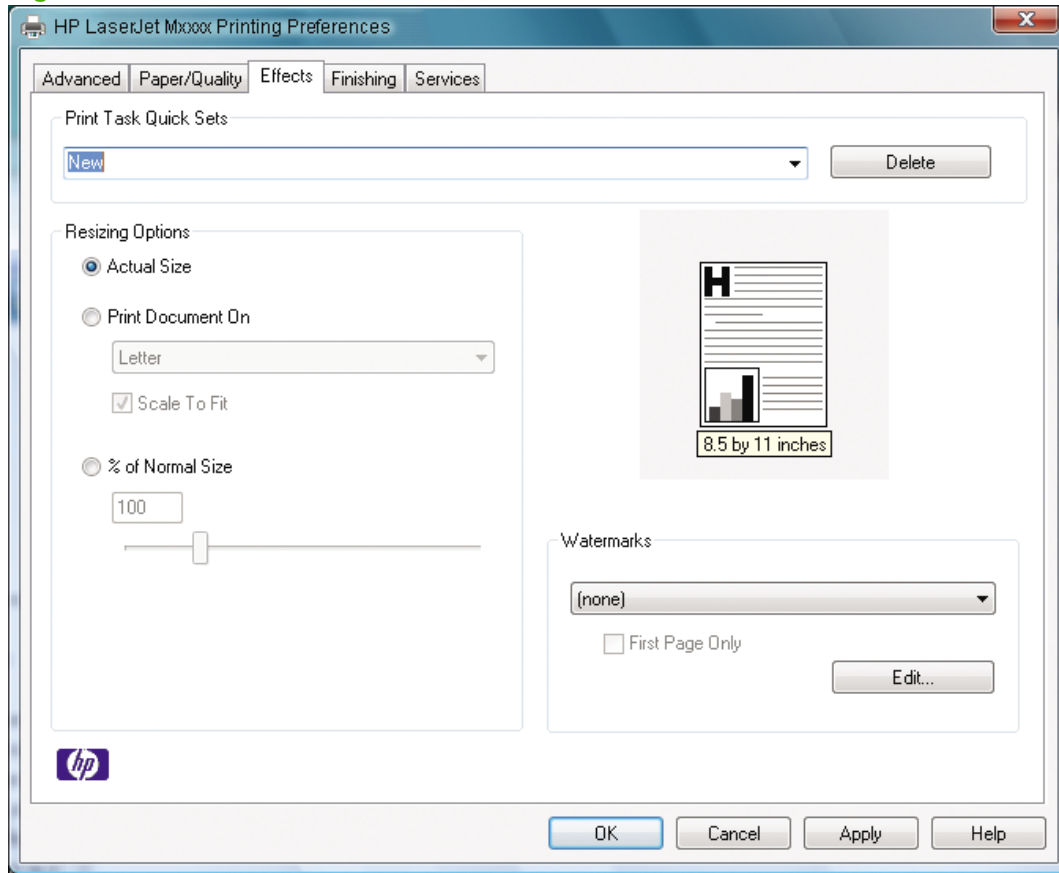 HP LaserJet Mxxxx Printing Preferences
Advanced Paper/Quality Effects Finishing Services
Print Task Quick Sets
New
Delete
Resizing Options
Actual Size
Print Document On
Letter
Scale To Fit
% of Normal Size
100
H
8.5 by 11 inches
Watermarks
(none)
First Page Only
Edit...
hp
OK Cancel Apply Help